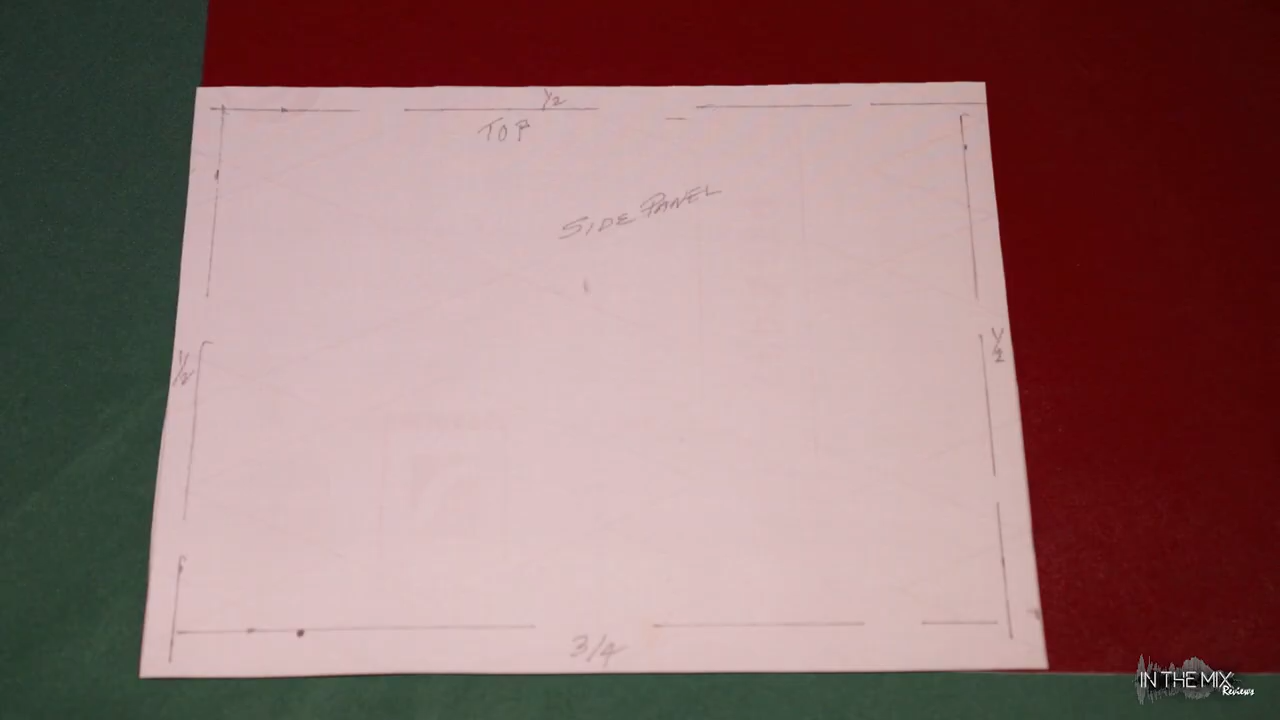 1/2
TOP
SIDE PANEL
1/2
1/2
3/4
IN THE MIX
Reviews